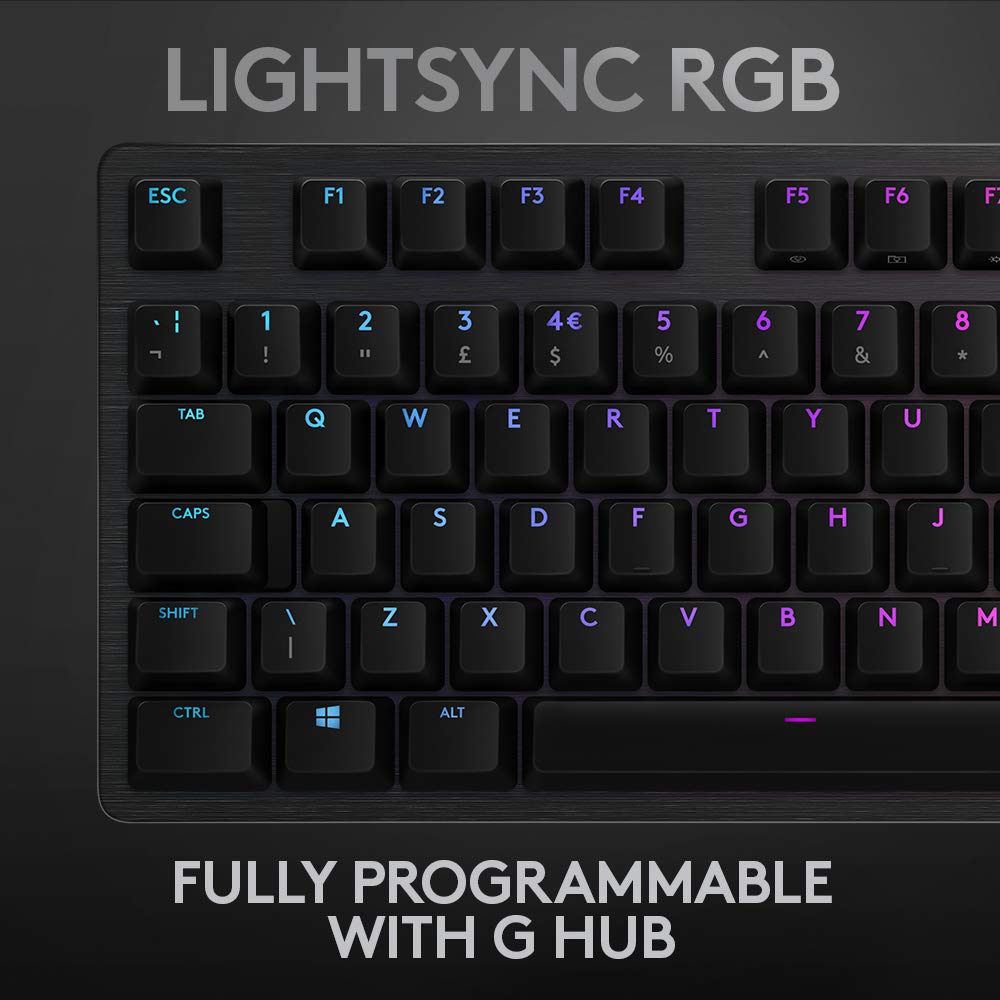 LIGHTSYNC RGB
ESC F1 F2 F3 F4 F5 F6 F7
` ¦ 1 2 3 4 € 5 6 7 8
¬ ! " £ $ % ^ & *
TAB Q W E R T Y U
CAPS A S D F G H J
SHIFT \ Z X C V B N M
|
CTRL ALT
FULLY PROGRAMMABLE
WITH G HUB